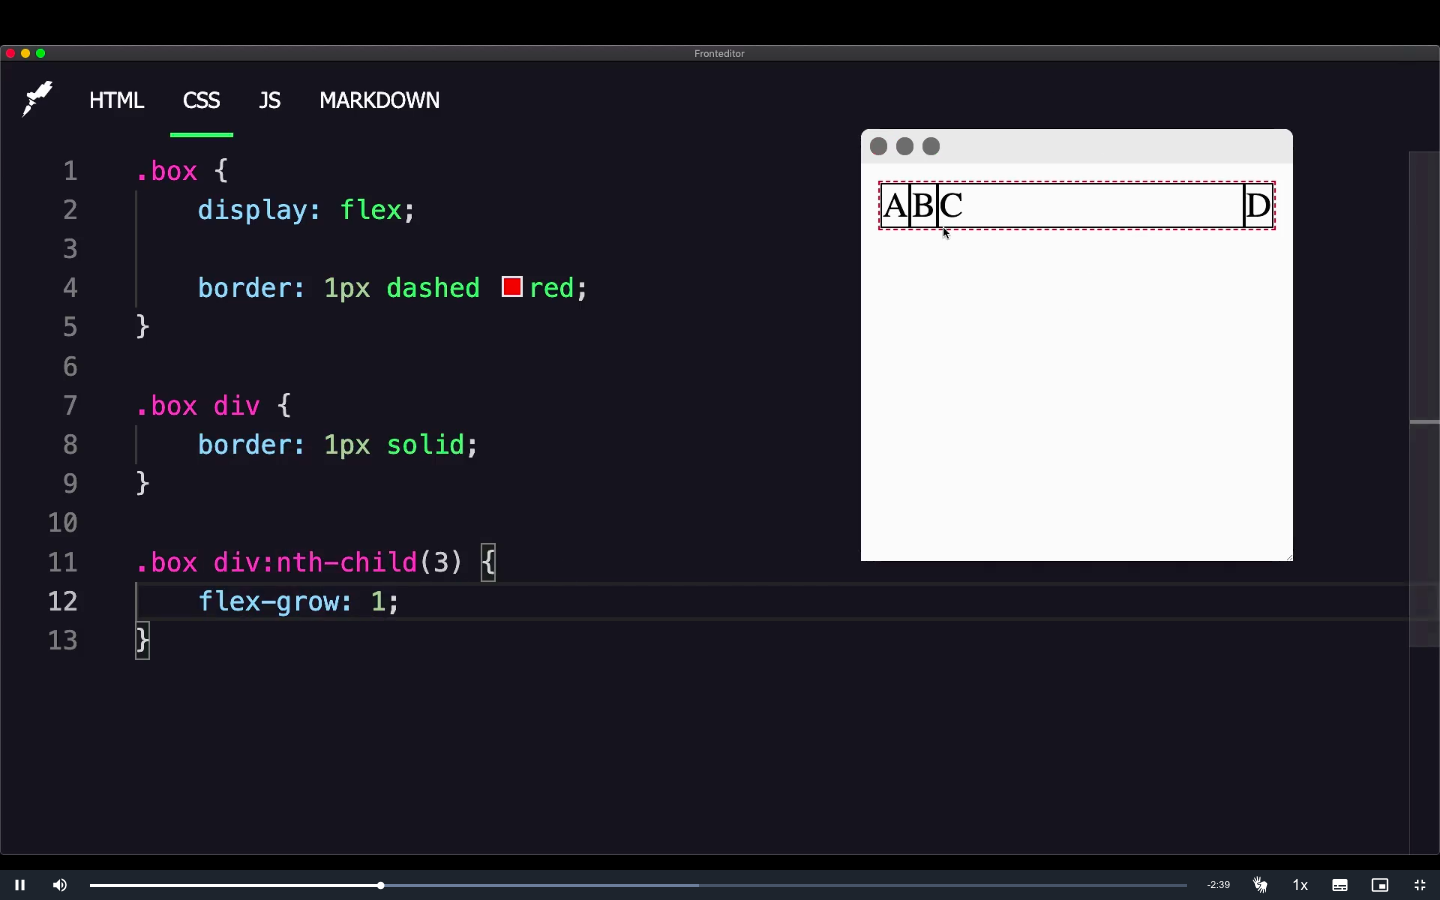 Fronteditor
HTML CSS JS MARKDOWN
1 .box {
2 display: flex;
3
4 border: 1px dashed red;
5 }
6
7 .box div {
8 border: 1px solid;
9 }
10
11 .box div:nth-child(3) {
12 flex-grow: 1;
13 }
A B C D
-2:39 1x